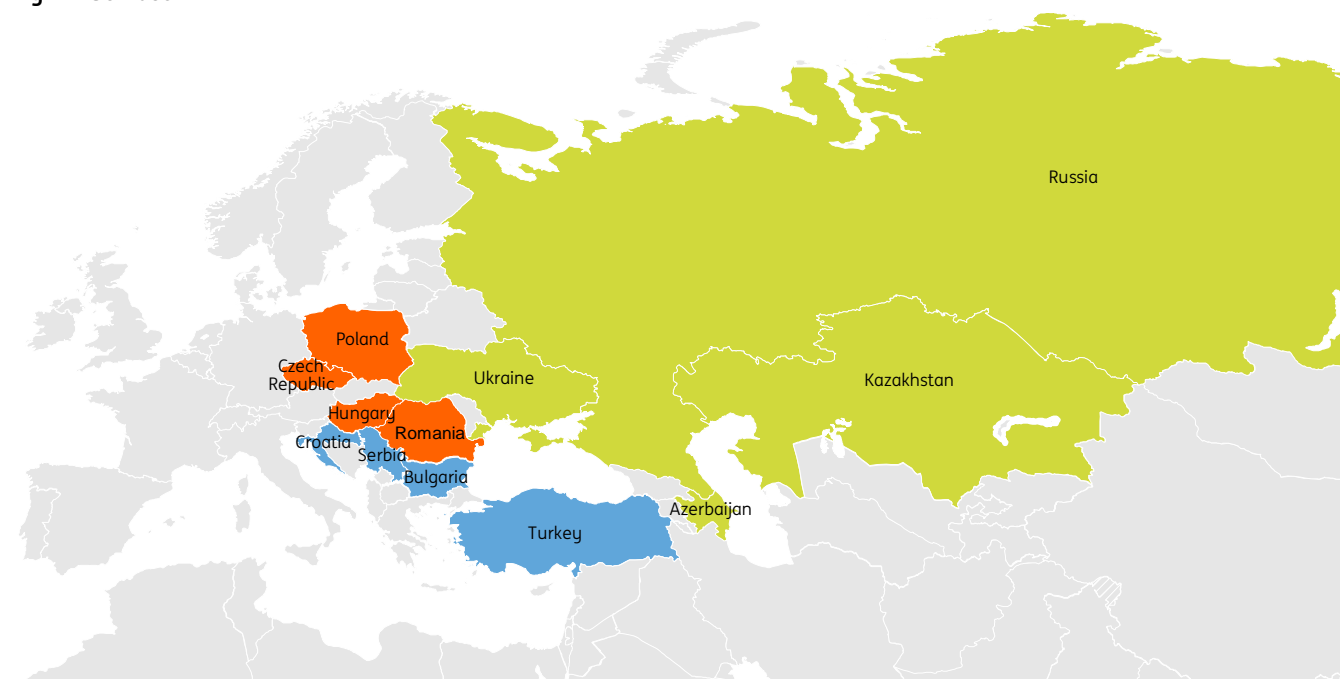 Russia
Poland
Czech
Republic
Ukraine
Kazakhstan
Hungary
Romania
Croatia
Serbia
Bulgaria
Azerbaijan
Turkey